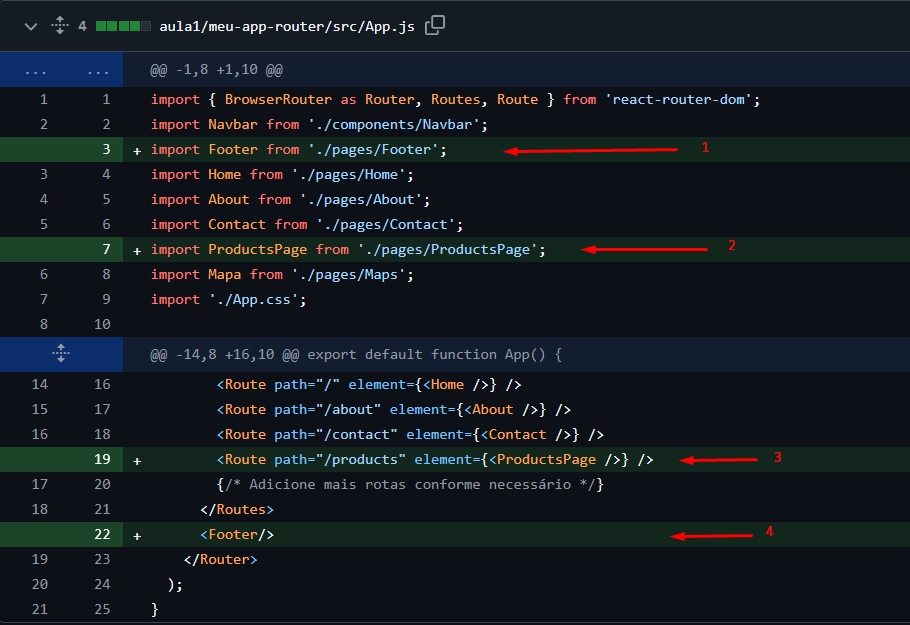 4 aula1/meu-app-router/src/App.js
... ... @@ -1,8 +1,10 @@
1 1 import { BrowserRouter as Router, Routes, Route } from 'react-router-dom';
2 2 import Navbar from './components/Navbar';
3 + import Footer from './pages/Footer'; 1
3 4 import Home from './pages/Home';
4 5 import About from './pages/About';
5 6 import Contact from './pages/Contact';
7 + import ProductsPage from './pages/ProductsPage'; 2
6 8 import Mapa from './pages/Maps';
7 9 import './App.css';
8 10
@@ -14,8 +16,10 @@ export default function App() {
14 16 <Route path="/" element={<Home />} />
15 17 <Route path="/about" element={<About />} />
16 18 <Route path="/contact" element={<Contact />} />
19 + <Route path="/products" element={<ProductsPage />} /> 3
17 20 {/* Adicione mais rotas conforme necessário */}
18 21 </Routes>
22 + <Footer/> 4
19 23 </Router>
20 24 );
21 25 }